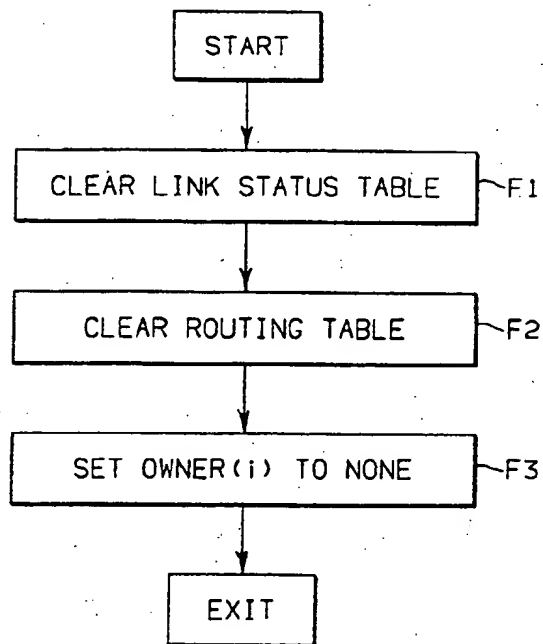 START
CLEAR LINK STATUS TABLE F1
CLEAR ROUTING TABLE F2
SET OWNER(i) TO NONE F3
EXIT